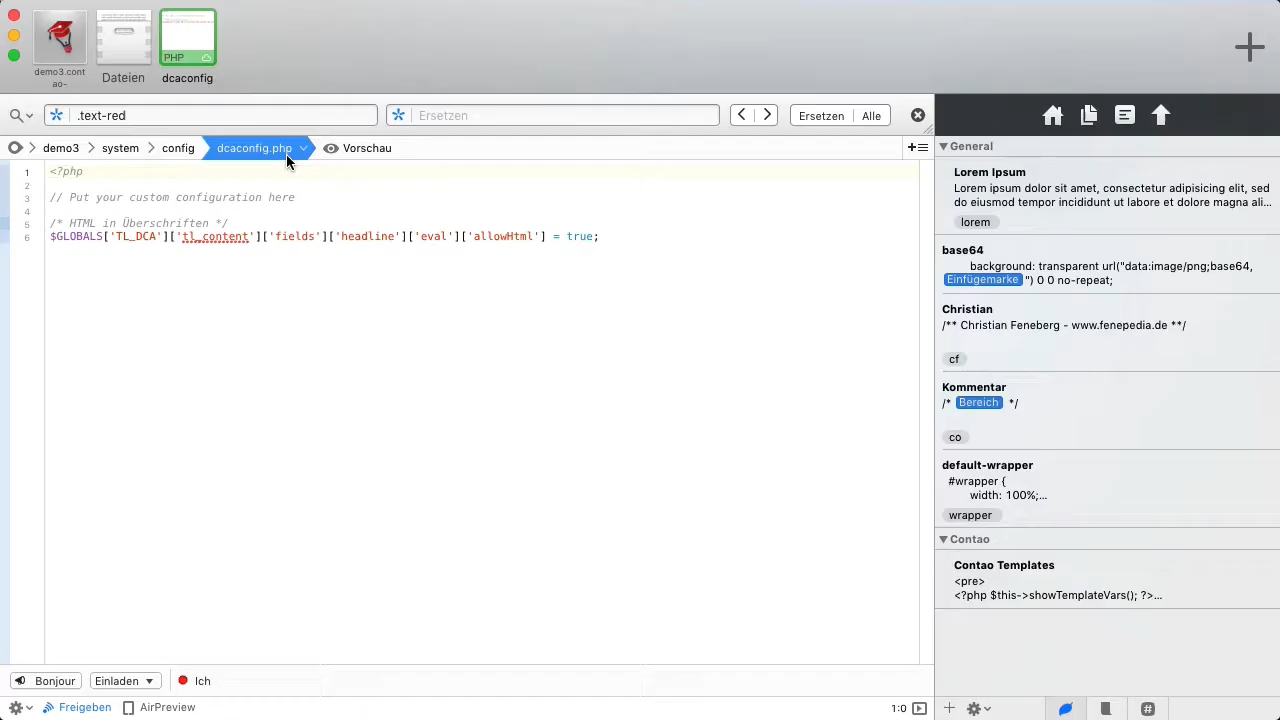 demo3.cont
ao-
Dateien
PHP
dcaconfig
.text-red
Ersetzen
Ersetzen
Alle
demo3
system
config
dcaconfig.php
Vorschau
1
<?php
2
3
// Put your custom configuration here
4
5
/* HTML in Überschriften */
6
$GLOBALS['TL_DCA']['tl_content']['fields']['headline']['eval']['allowHtml'] = true;
General
Lorem Ipsum
Lorem ipsum dolor sit amet, consectetur adipisicing elit, sed
do eiusmod tempor incididunt ut labore et dolore magna ali...
lorem
base64
background: transparent url("data:image/png;base64,
Einfügemarke ") 0 0 no-repeat;
Christian
/** Christian Feneberg - www.fenepedia.de **/
cf
Kommentar
/* Bereich */
co
default-wrapper
#wrapper {
width: 100%;...
wrapper
Contao
Contao Templates
<pre>
<?php $this->showTemplateVars(); ?>...
Bonjour
Einladen
Ich
Freigeben
AirPreview
1:0